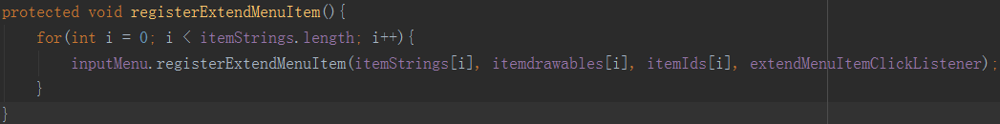 protected void registerExtendMenuItem(){
for(int i = 0; i < itemStrings.length; i++){
inputMenu.registerExtendMenuItem(itemStrings[i], itemdrawables[i], itemIds[i], extendMenuItemClickListener);
}
}